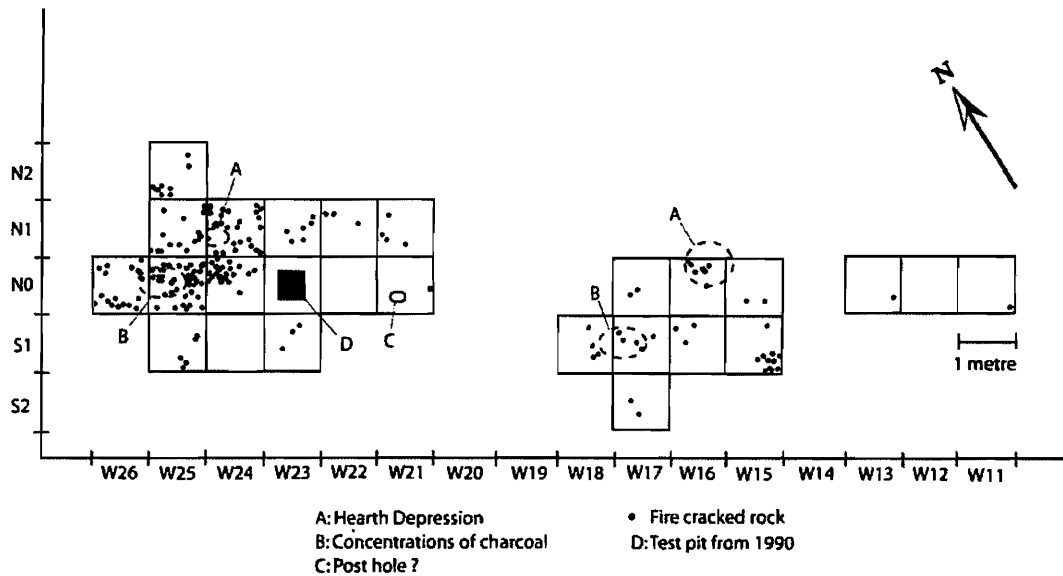 N
N2
A
N1
A
N0
B
B
D
C
S1
1 metre
S2
W26 W25 W24 W23 W22 W21 W20 W19 W18 W17 W16 W15 W14 W13 W12 W11
A: Hearth Depression
• Fire cracked rock
B: Concentrations of charcoal
D: Test pit from 1990
C: Post hole ?